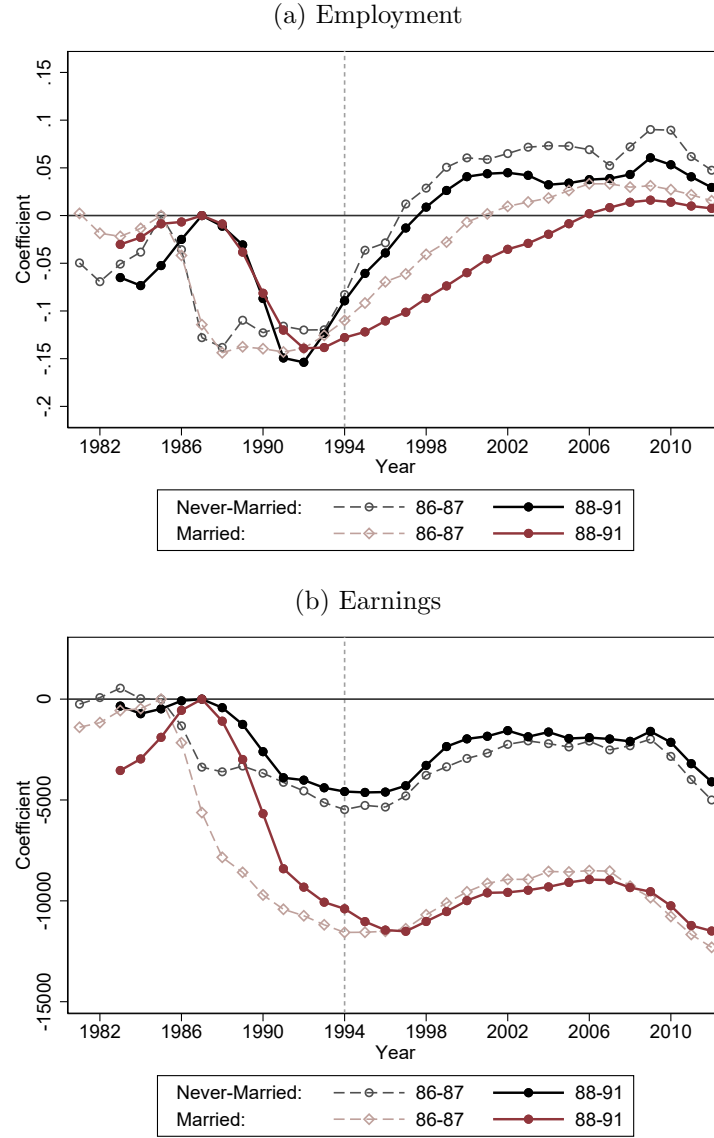 (a) Employment
.15
.1
.05
0
-.05
-.1
-.15
-.2
Coefficient
1982 1986 1990 1994 1998 2002 2006 2010
Year
Never-Married: 86-87 88-91
Married: 86-87 88-91
(b) Earnings
0
-5000
-10000
-15000
Coefficient
1982 1986 1990 1994 1998 2002 2006 2010
Year
Never-Married: 86-87 88-91
Married: 86-87 88-91